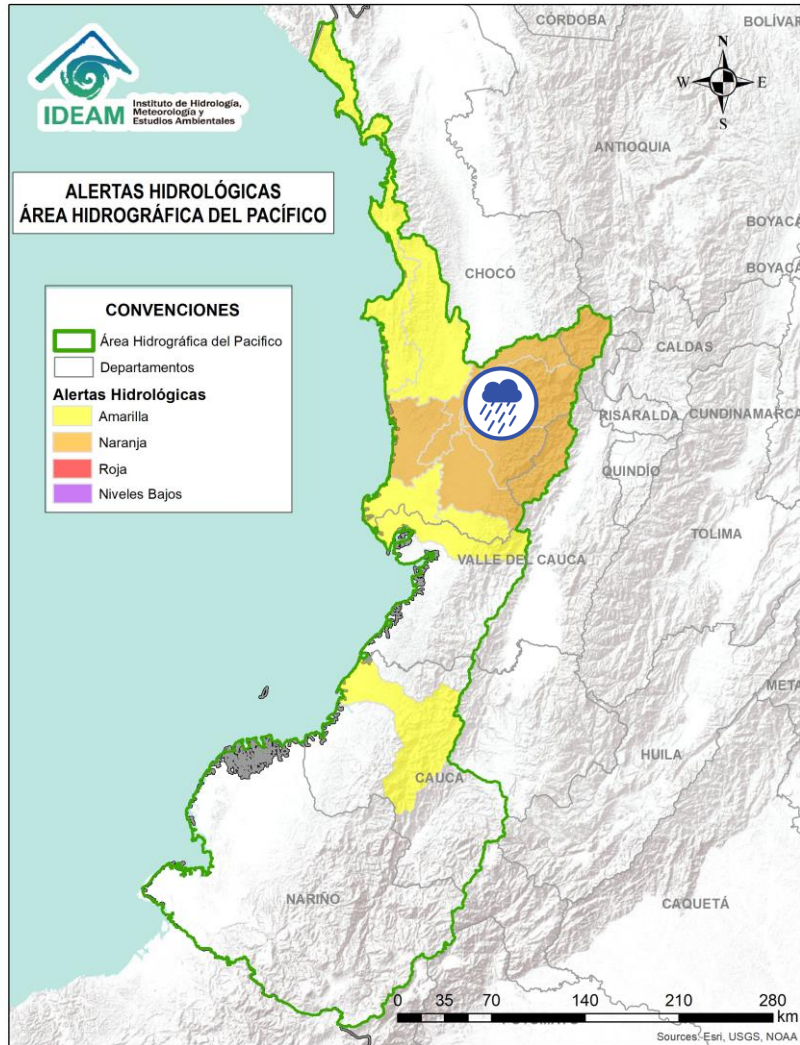 IDEAM
Instituto de Hidrología,
Meteorología y
Estudios Ambientales
ALERTAS HIDROLÓGICAS
ÁREA HIDROGRÁFICA DEL PACÍFICO
CONVENCIONES
Área Hidrográfica del Pacifico
Departamentos
Alertas Hidrológicas
Amarilla
Naranja
Roja
Niveles Bajos
N
W
E
S
CÓRDOBA
BOLÍVAR
ANTIOQUIA
BOYACÁ
BOYACÁ
CHOCÓ
CALDAS
RISARALDA
CUNDINAMARCA
QUINDÍO
TOLIMA
VALLE DEL CAUCA
META
HUILA
CAUCA
NARIÑO
CAQUETÁ
0 35 70 140 210 280
km
Sources: Esri, USGS, NOAA